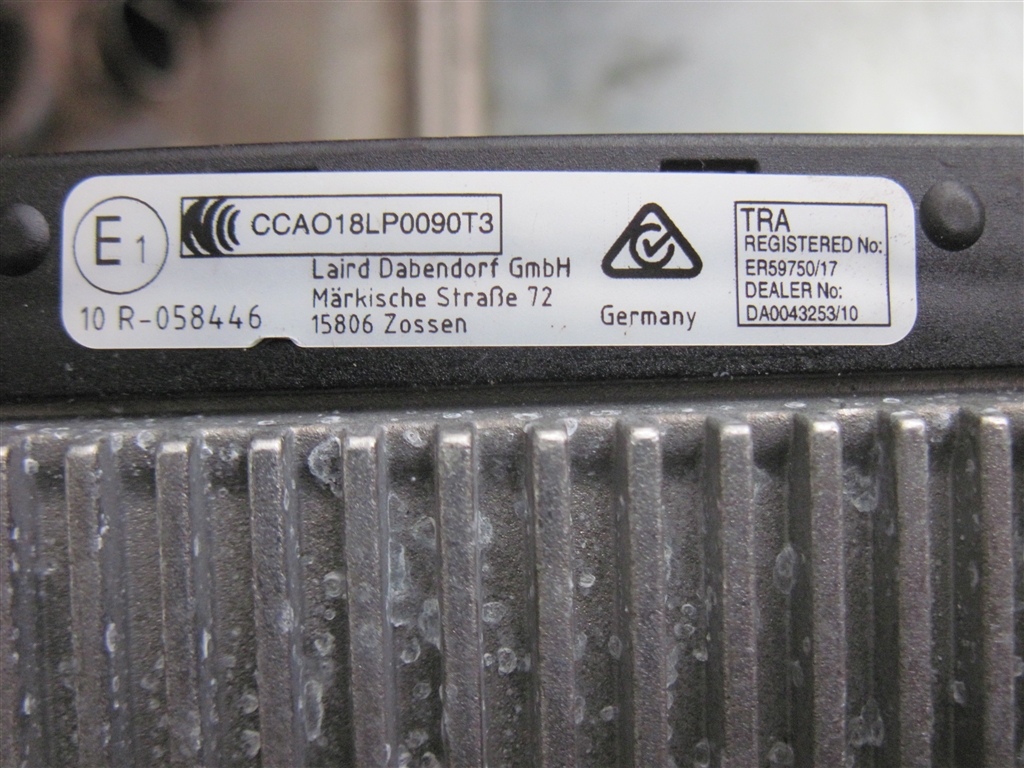 E1
CCAO18LP0090T3
10 R-058446
Laird Dabendorf GmbH
Märkische Straße 72
15806 Zossen
Germany
TRA
REGISTERED No:
ER59750/17
DEALER No:
DA0043253/10